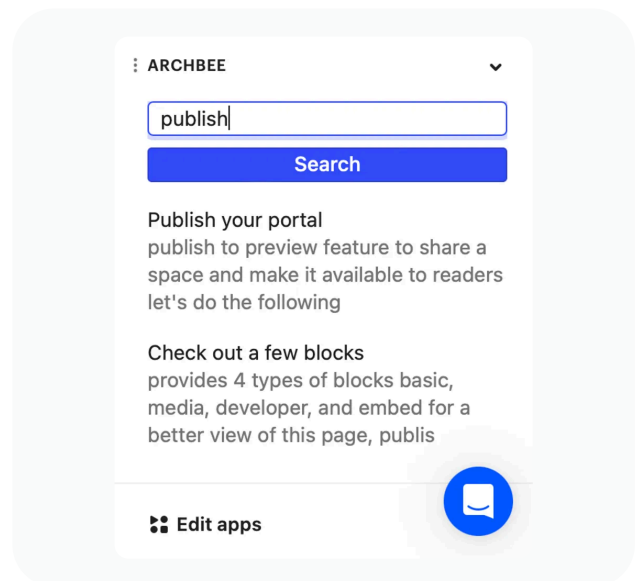 ARCHBEE
publish
Search
Publish your portal
publish to preview feature to share a
space and make it available to readers
let's do the following
Check out a few blocks
provides 4 types of blocks basic,
media, developer, and embed for a
better view of this page, publis
Edit apps